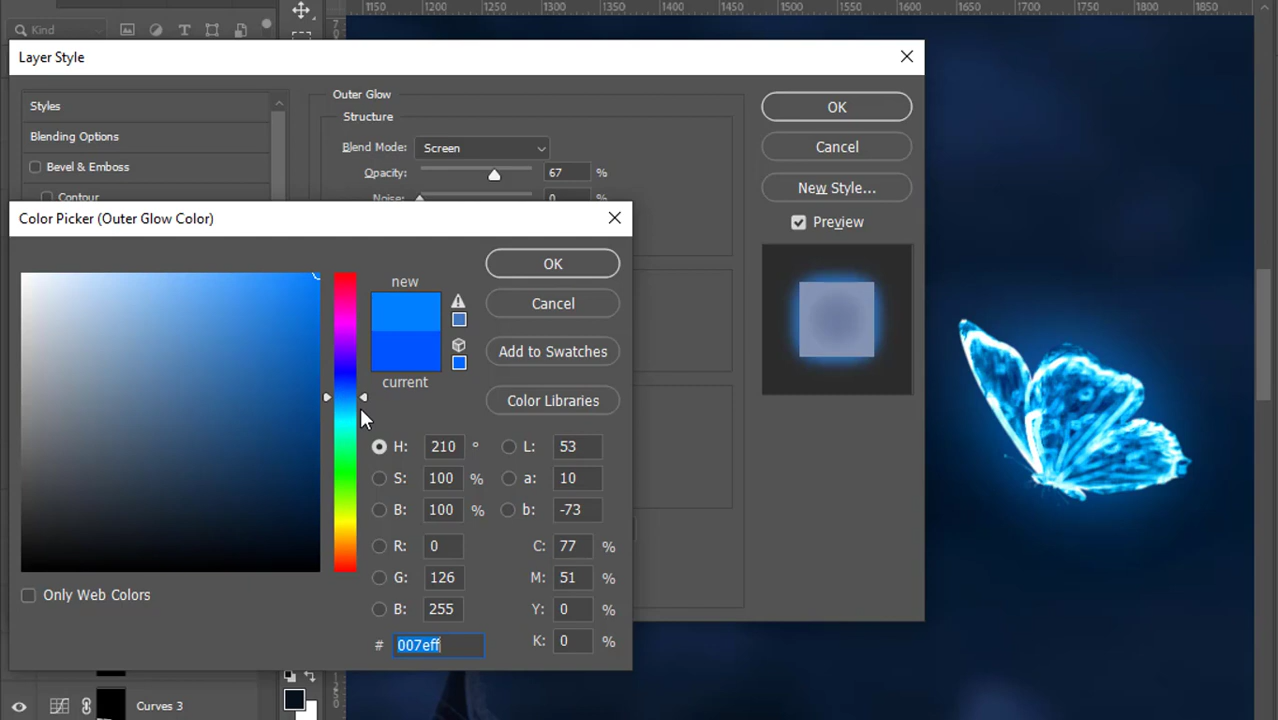 1150 1200 1250 1300 1350 1400 1450 1500 1550 1600 1650 1700 1750 1800 1850
Kind
Layer Style
Styles
Blending Options
Bevel & Emboss
Contour
Outer Glow
Structure
Blend Mode: Screen
Opacity: 67 %
Noise: 0 %
OK
Cancel
New Style...
Preview
Color Picker (Outer Glow Color)
new
current
OK
Cancel
Add to Swatches
Color Libraries
H: 210 °
S: 100 %
B: 100 %
R: 0
G: 126
B: 255
# 007eff
L: 53
a: 10
b: -73
C: 77 %
M: 51 %
Y: 0 %
K: 0 %
Only Web Colors
Curves 3